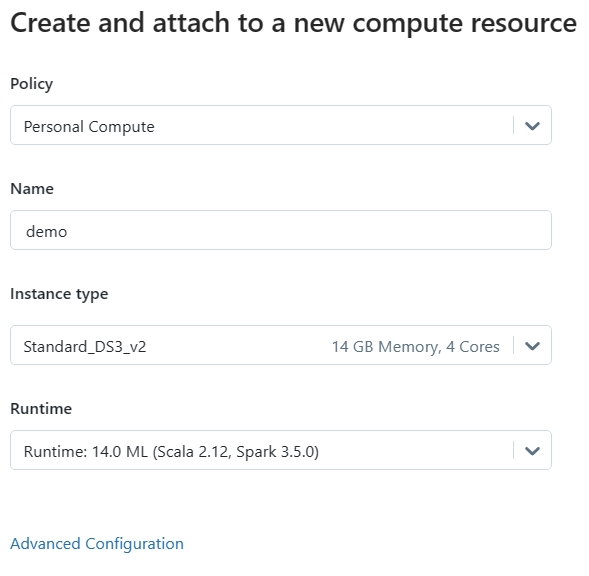 Create and attach to a new compute resource
Policy
Personal Compute
Name
demo
Instance type
Standard_DS3_v2 14 GB Memory, 4 Cores
Runtime
Runtime: 14.0 ML (Scala 2.12, Spark 3.5.0)
Advanced Configuration